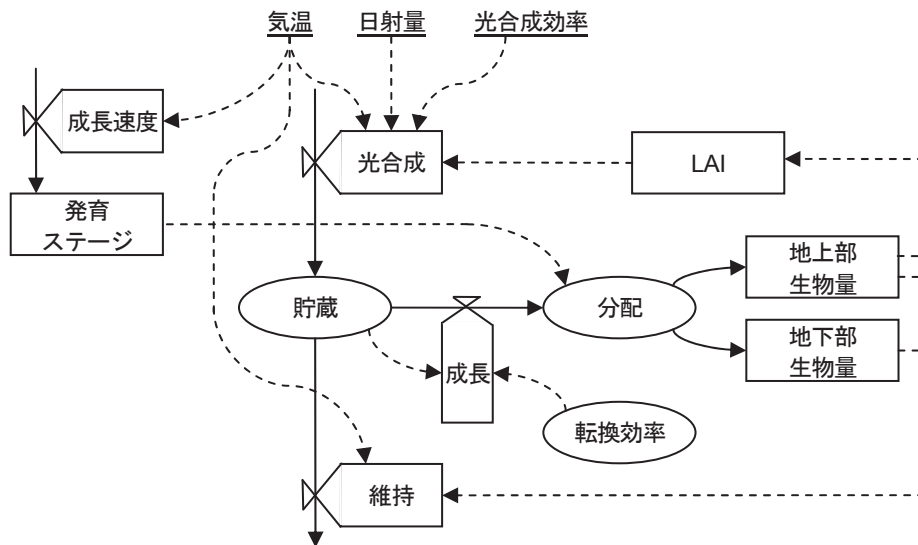 気温
日射量
光合成効率
成長速度
光合成
LAI
発育
ステージ
地上部
生物量
貯蔵
分配
地下部
生物量
成長
転換効率
維持